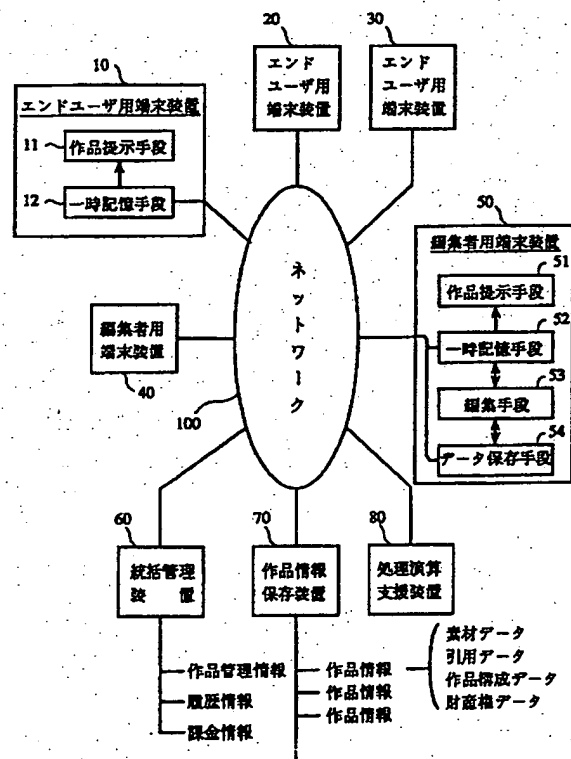 20
30
エンド
ユーザ用
端末装置
エンド
ユーザ用
端末装置
10
エンドユーザ用端末装置
11
作品提示手段
12
一時記憶手段
50
編集者用端末装置
51
作品提示手段
52
一時記憶手段
53
編集手段
54
データ保存手段
ネットワーク
100
編集者用
端末装置
40
60
統括管理
装置
70
作品情報
保存装置
80
処理演算
支援装置
作品管理情報
履歴情報
課金情報
作品情報
作品情報
作品情報
素材データ
引用データ
作品構成データ
財産権データ